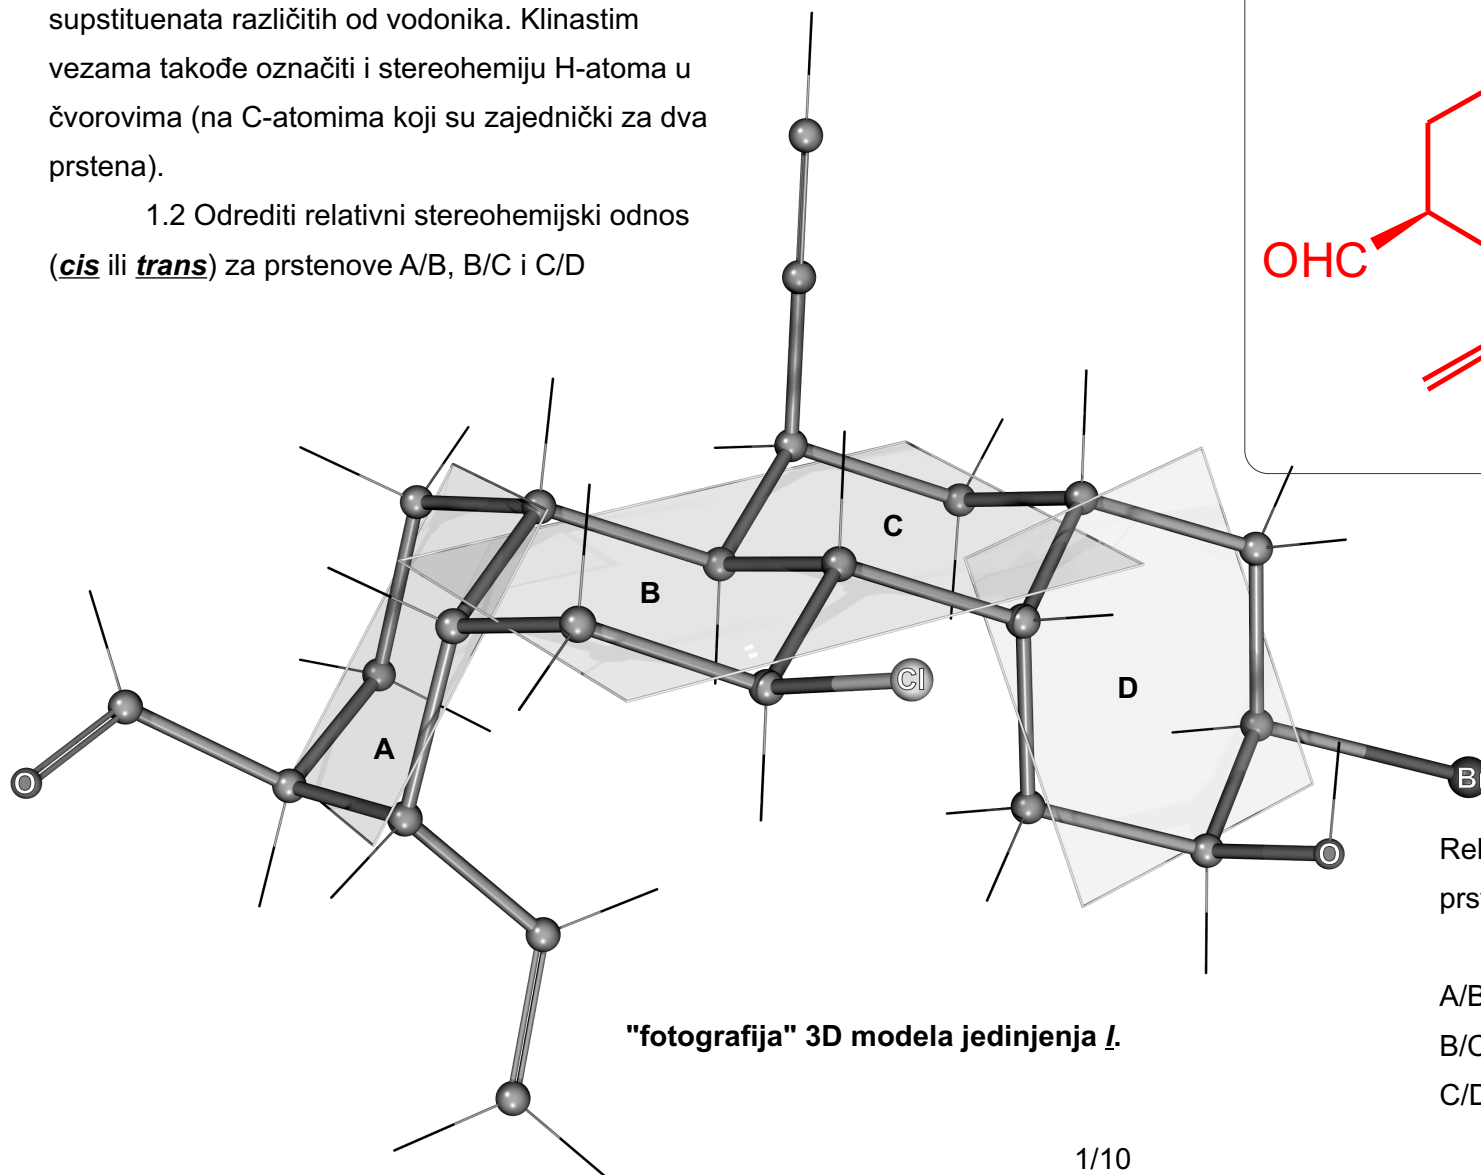 supstituenata različitih od vodonika. Klinastim
vezama takođe označiti i stereohemiju H-atoma u
čvorovima (na C-atomima koji su zajednički za dva
prstena).
1.2 Odrediti relativni stereohemijski odnos
(cis ili trans) za prstenove A/B, B/C i C/D
OHC
C
B
Cl
D
A
O
O
"fotografija" 3D modela jedinjenja I.
A/B
B/C
1/10